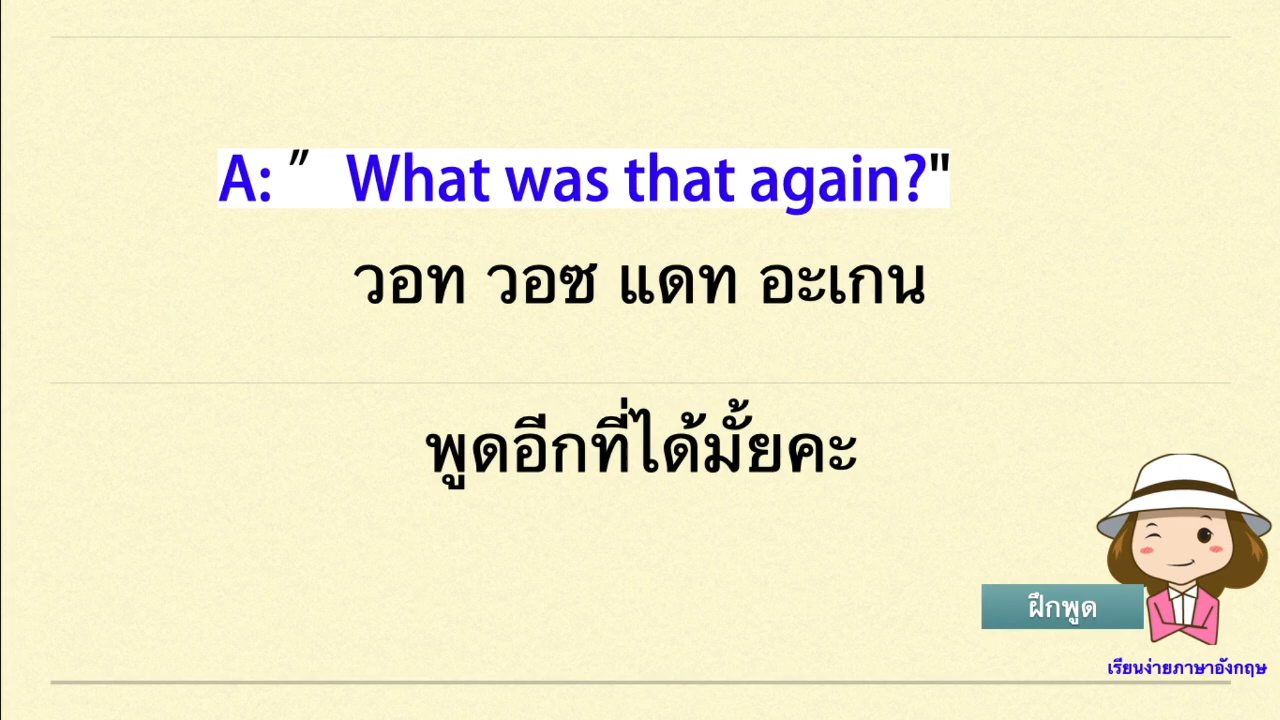 A: ” What was that again?"
วอท วอซ แดท อะเกน
พูดอีกที่ได้มั้ยคะ
ฝึกพูด
เรียนง่ายภาษาอังกฤษ